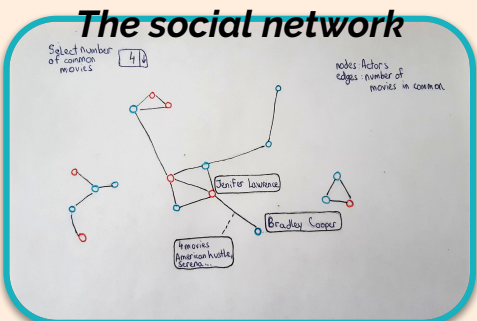 The social network
Select number
of common
movies
4
nodes: Actors
edges: number of
movies in common
Jenifer Lawrence
Bradley Cooper
4 movies
American hustle,
Serena...